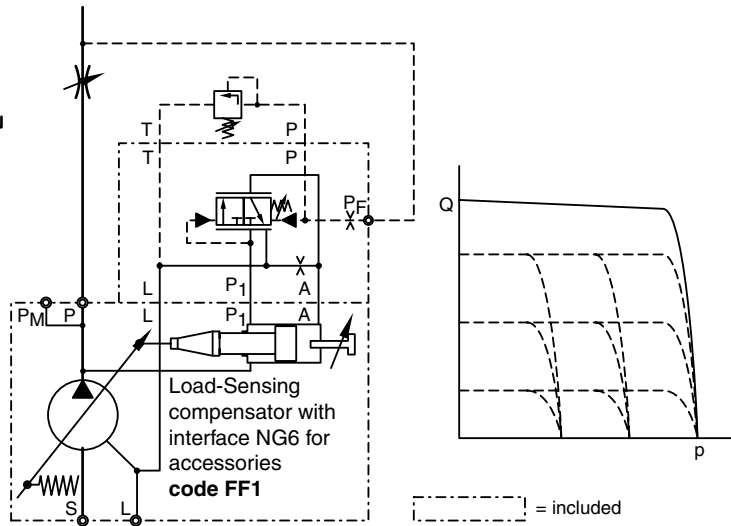 T P
T P
PF
Q
L P1 A
L P1 A
PM P
Load-Sensing
compensator with
interface NG6 for
accessories
code FF1
p
S L
= included